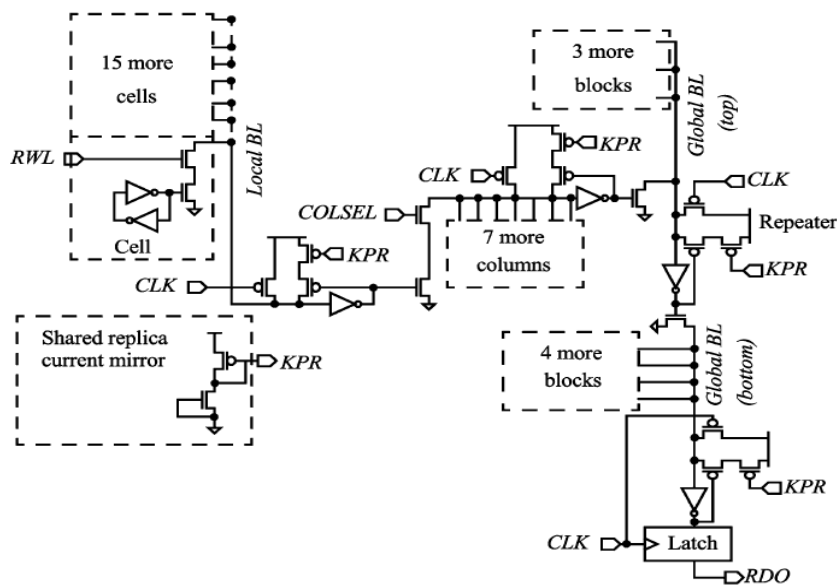 15 more
cells
RWL
Local BL
Cell
CLK
KPR
COLSEL
CLK
KPR
7 more
columns
3 more
blocks
Global BL
(top)
CLK
Repeater
KPR
Shared replica
current mirror
KPR
4 more
blocks
Global BL
(bottom)
KPR
CLK
Latch
RDO